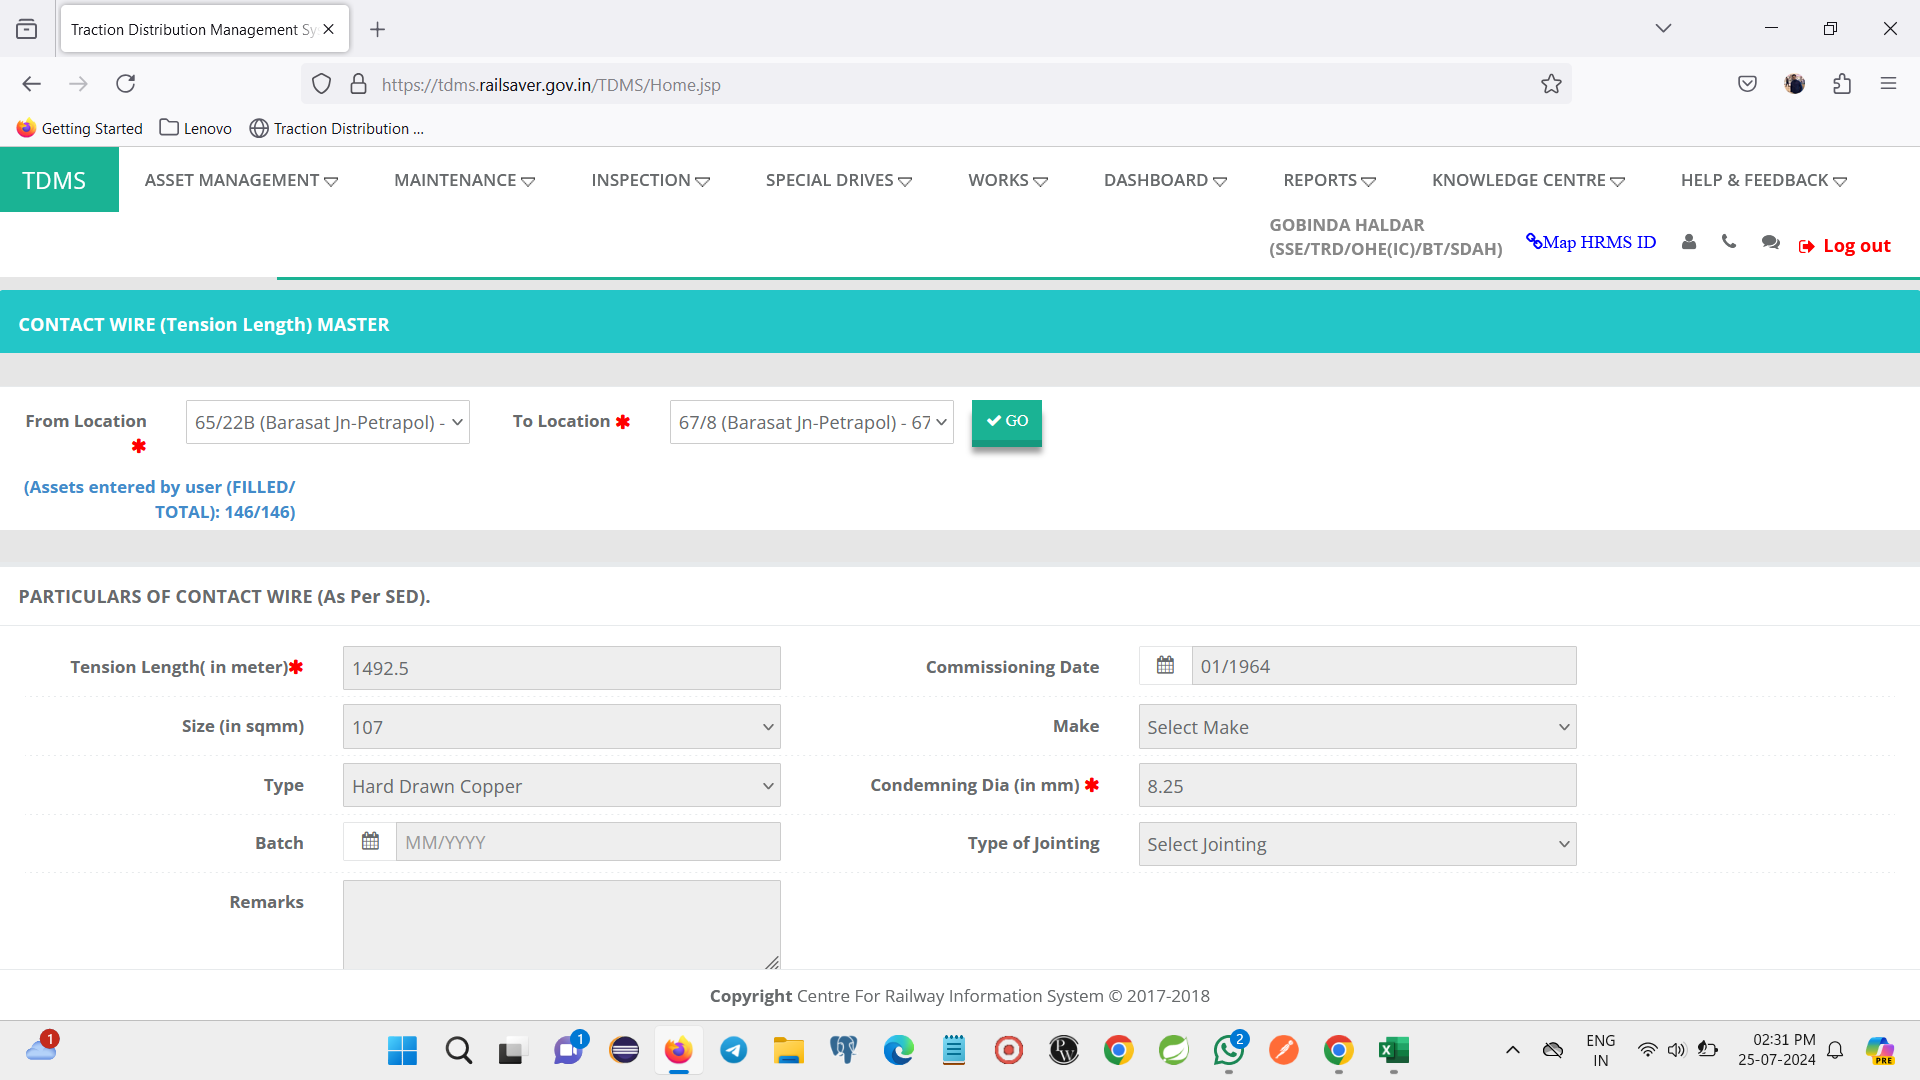 Traction Distribution Management Sy
https://tdms.railsaver.gov.in/TDMS/Home.jsp
Getting Started
Lenovo
Traction Distribution ...
TDMS
ASSET MANAGEMENT
MAINTENANCE
INSPECTION
SPECIAL DRIVES
WORKS
DASHBOARD
REPORTS
KNOWLEDGE CENTRE
HELP & FEEDBACK
GOBINDA HALDAR
(SSE/TRD/OHE(IC)/BT/SDAH)
Map HRMS ID
Log out
CONTACT WIRE (Tension Length) MASTER
From Location
65/22B (Barasat Jn-Petrapol) -
To Location
67/8 (Barasat Jn-Petrapol) - 67
GO
(Assets entered by user (FILLED/
TOTAL): 146/146)
PARTICULARS OF CONTACT WIRE (As Per SED).
Tension Length( in meter)
1492.5
Commissioning Date
01/1964
Size (in sqmm)
107
Make
Select Make
Type
Hard Drawn Copper
Condemning Dia (in mm)
8.25
Batch
MM/YYYY
Type of Jointing
Select Jointing
Remarks
Copyright Centre For Railway Information System © 2017-2018
1
1
PW
2
X
ENG
IN
02:31 PM
25-07-2024
PRE